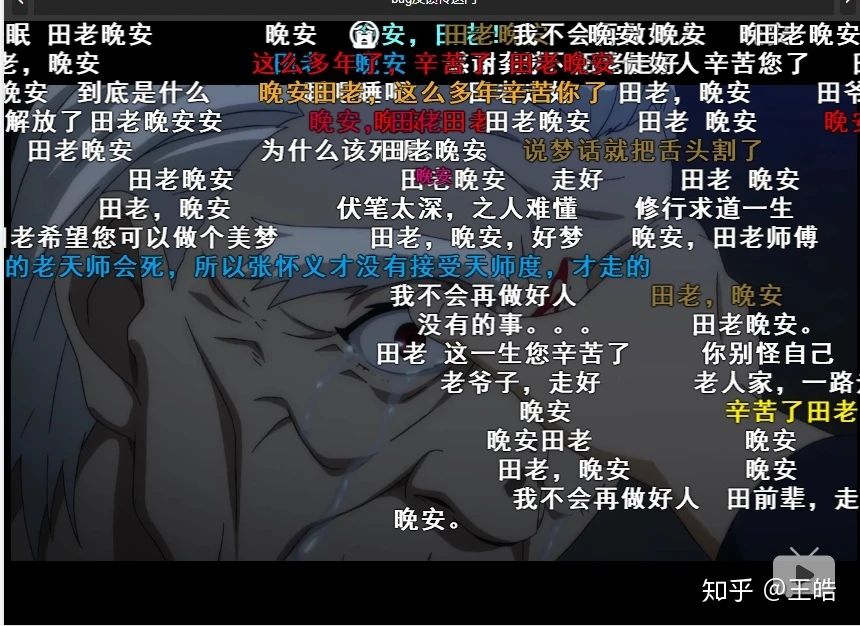 眠 田老晚安 晚安 安, 我不会 晚安 田老晚安
老，晚安 这么多年了，辛苦了 晚安 感谢 走好 好人辛苦您了
晚安 到底是什么 晚安田老，这么多年辛苦你了 田老，晚安 田爷
解放了 田老晚安安 晚安 田老 田老晚安 田老 晚安 晚安
田老晚安 为什么该死 田老晚安 说梦话就把舌头割了
田老晚安 田老晚安 晚安 走好 田老 晚安
田老，晚安 伏笔太深，之人难懂 修行求道一生
田老希望您可以做个美梦 田老，晚安，好梦 晚安，田老师傅
的老天师会死，所以张怀义才没有接受天师度，才走的
我不会再做好人 田老，晚安
没有的事。。。 田老晚安。
田老 这一生您辛苦了 你别怪自己
老爷子，走好 老人家，一路
晚安 辛苦了田老
晚安田老 晚安
田老，晚安 晚安
我不会再做好人 田前辈，走
晚安。
知乎 @王皓